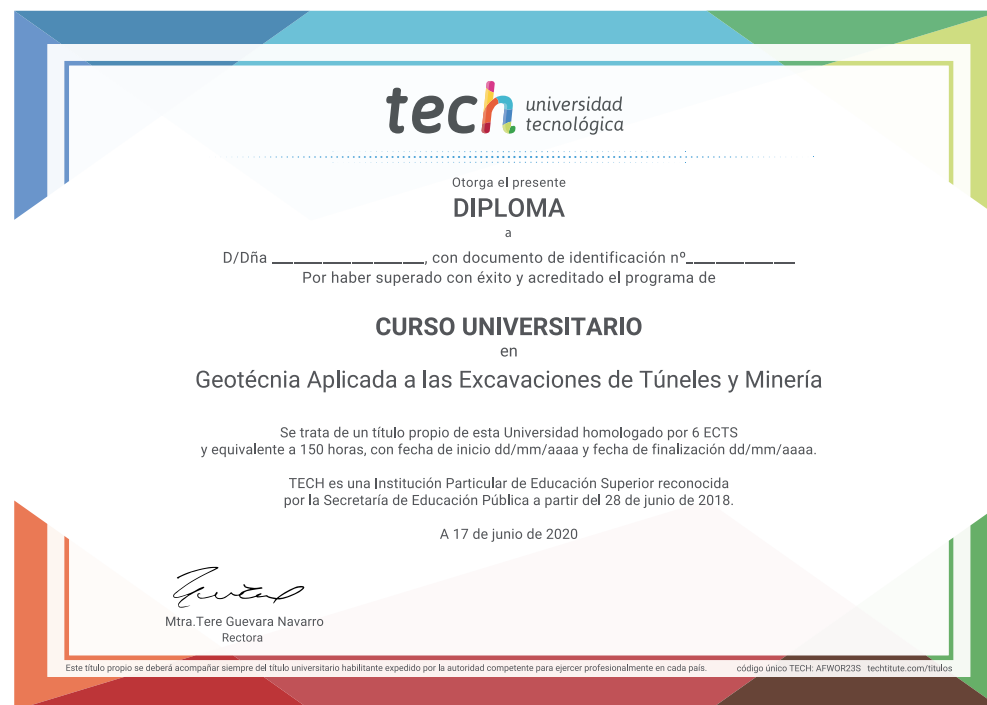 tech universidad
tecnológica
Otorga el presente
DIPLOMA
a
D/Dña ______________, con documento de identificación nº__________
Por haber superado con éxito y acreditado el programa de
CURSO UNIVERSITARIO
en
Geotécnia Aplicada a las Excavaciones de Túneles y Minería
Se trata de un título propio de esta Universidad homologado por 6 ECTS
y equivalente a 150 horas, con fecha de inicio dd/mm/aaaa y fecha de finalización dd/mm/aaaa.
TECH es una Institución Particular de Educación Superior reconocida
por la Secretaría de Educación Pública a partir del 28 de junio de 2018.
A 17 de junio de 2020
Mtra.Tere Guevara Navarro
Rectora
Este título propio se deberá acompañar siempre del título universitario habilitante expedido por la autoridad competente para ejercer profesionalmente en cada país. código único TECH: AFWOR23S techtitute.com/titulos